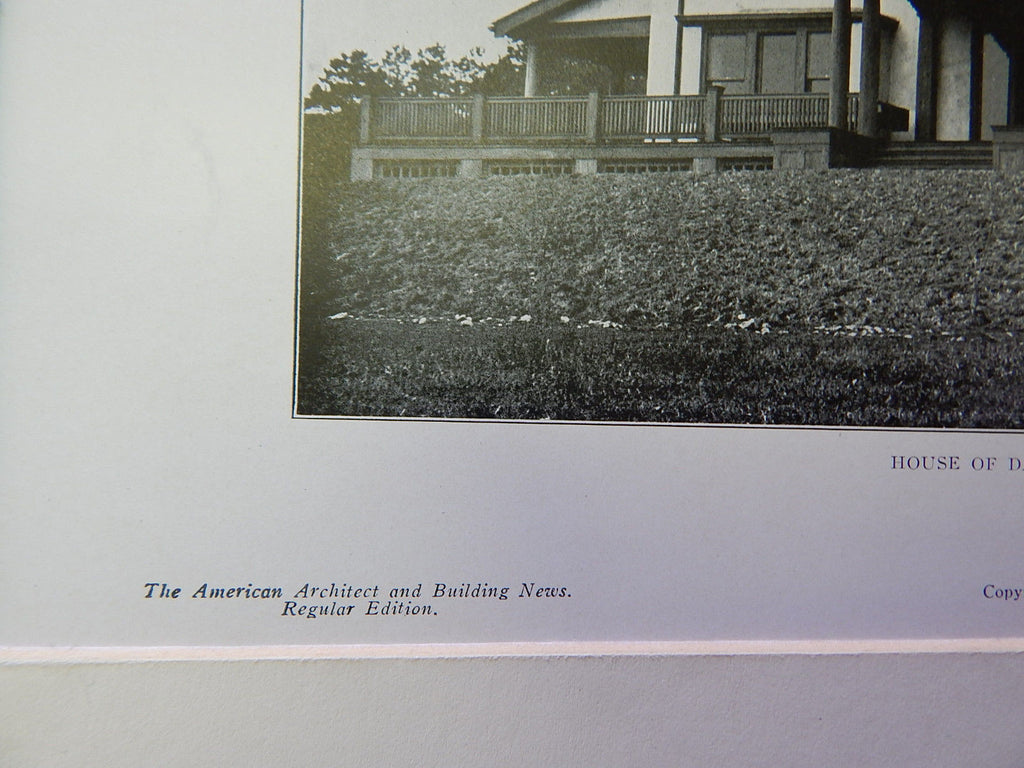 HOUSE OF D
The American Architect and Building News.
Regular Edition.
Copy